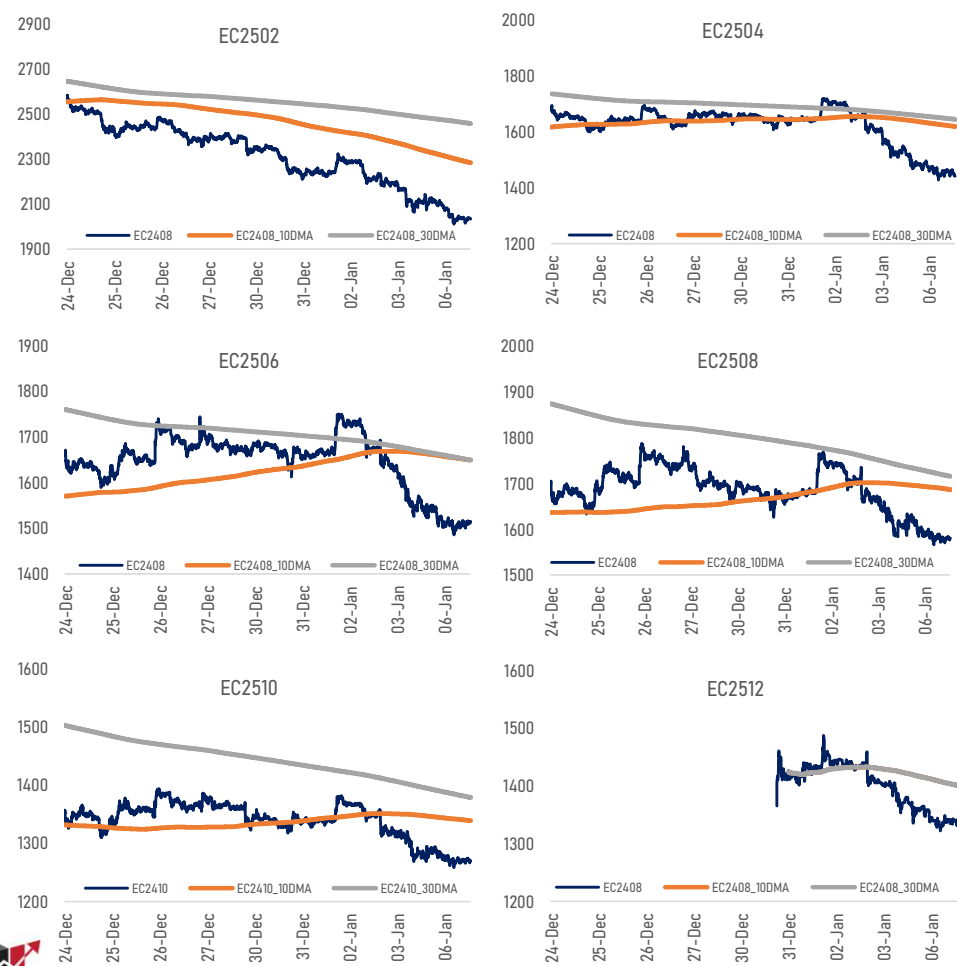 EC2502
2900
2700
2500
2300
2100
1900
EC2408 EC2408_10DMA EC2408_30DMA
24-Dec 25-Dec 26-Dec 27-Dec 30-Dec 31-Dec 02-Jan 03-Jan 06-Jan
EC2504
2000
1800
1600
1400
1200
EC2408 EC2408_10DMA EC2408_30DMA
24-Dec 25-Dec 26-Dec 27-Dec 30-Dec 31-Dec 02-Jan 03-Jan 06-Jan
EC2506
1900
1800
1700
1600
1500
1400
EC2408 EC2408_10DMA EC2408_30DMA
24-Dec 25-Dec 26-Dec 27-Dec 30-Dec 31-Dec 02-Jan 03-Jan 06-Jan
EC2508
2000
1900
1800
1700
1600
1500
EC2408 EC2408_10DMA EC2408_30DMA
24-Dec 25-Dec 26-Dec 27-Dec 30-Dec 31-Dec 02-Jan 03-Jan 06-Jan
EC2510
1600
1500
1400
1300
1200
EC2410 EC2410_10DMA EC2410_30DMA
24-Dec 25-Dec 26-Dec 27-Dec 30-Dec 31-Dec 02-Jan 03-Jan 06-Jan
EC2512
1600
1500
1400
1300
1200
EC2408 EC2408_10DMA EC2408_30DMA
24-Dec 25-Dec 26-Dec 27-Dec 30-Dec 31-Dec 02-Jan 03-Jan 06-Jan